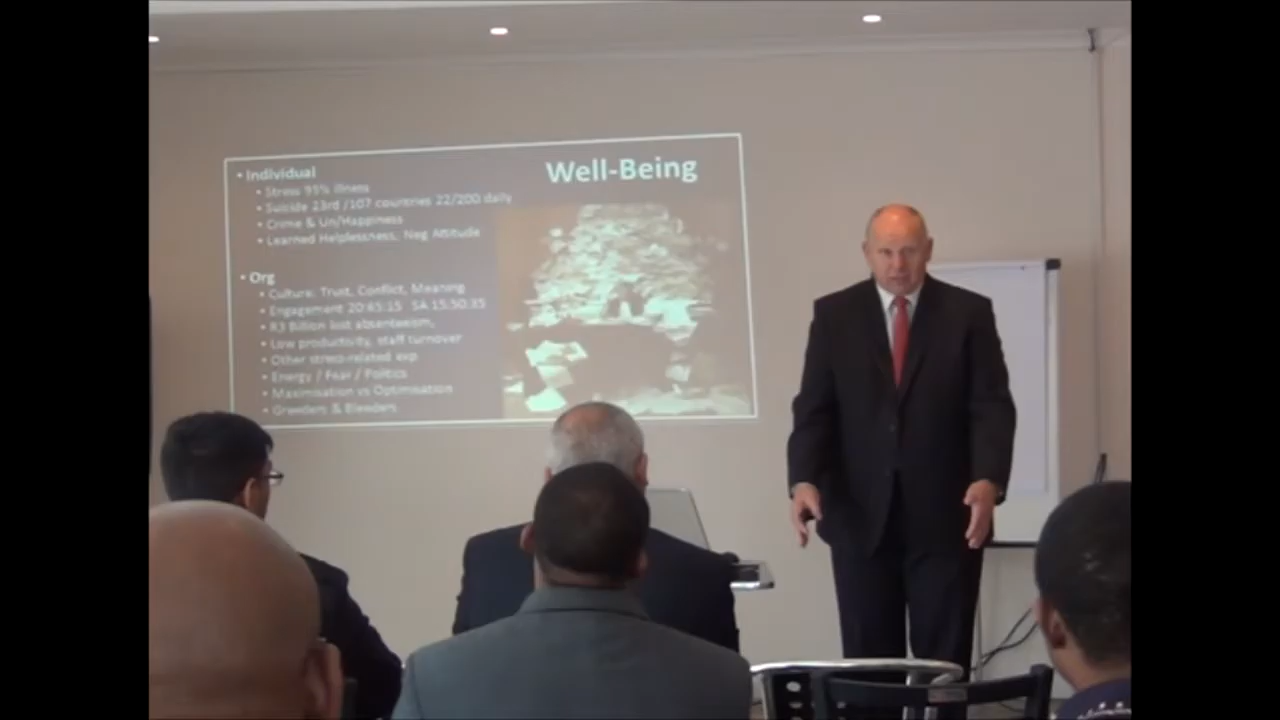 Well-Being
• Individual
• Stress 95% illness
• Suicide 23rd /107 countries 22/200 daily
• Crime & Un/Happiness
• Learned Helplessness, Neg Attitude
• Org
• Culture: Trust, Conflict, Meaning
• Engagement 20:65:15 SA 15:50:35
• R3 Billion lost absenteeism,
• Low productivity, staff turnover
• Other stress-related exp
• Energy / Fear / Politics
• Maximisation vs Optimisation
• Greeders & Bleeders